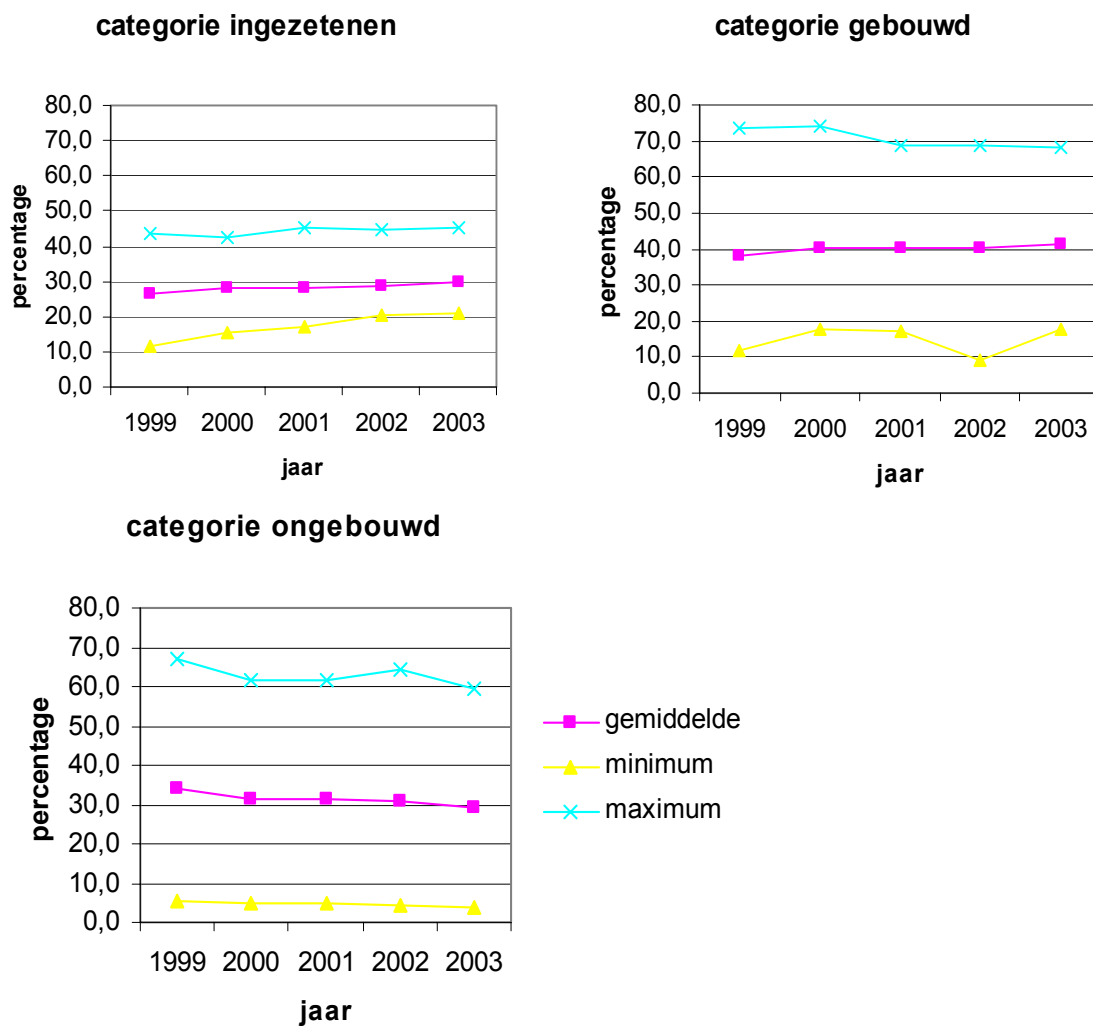 categorie ingezetenen
80,0
70,0
60,0
50,0
40,0
30,0
20,0
10,0
0,0
percentage
1999 2000 2001 2002 2003
jaar
categorie gebouwd
80,0
70,0
60,0
50,0
40,0
30,0
20,0
10,0
0,0
percentage
1999 2000 2001 2002 2003
jaar
categorie ongebouwd
80,0
70,0
60,0
50,0
40,0
30,0
20,0
10,0
0,0
percentage
1999 2000 2001 2002 2003
jaar
gemiddelde
minimum
maximum